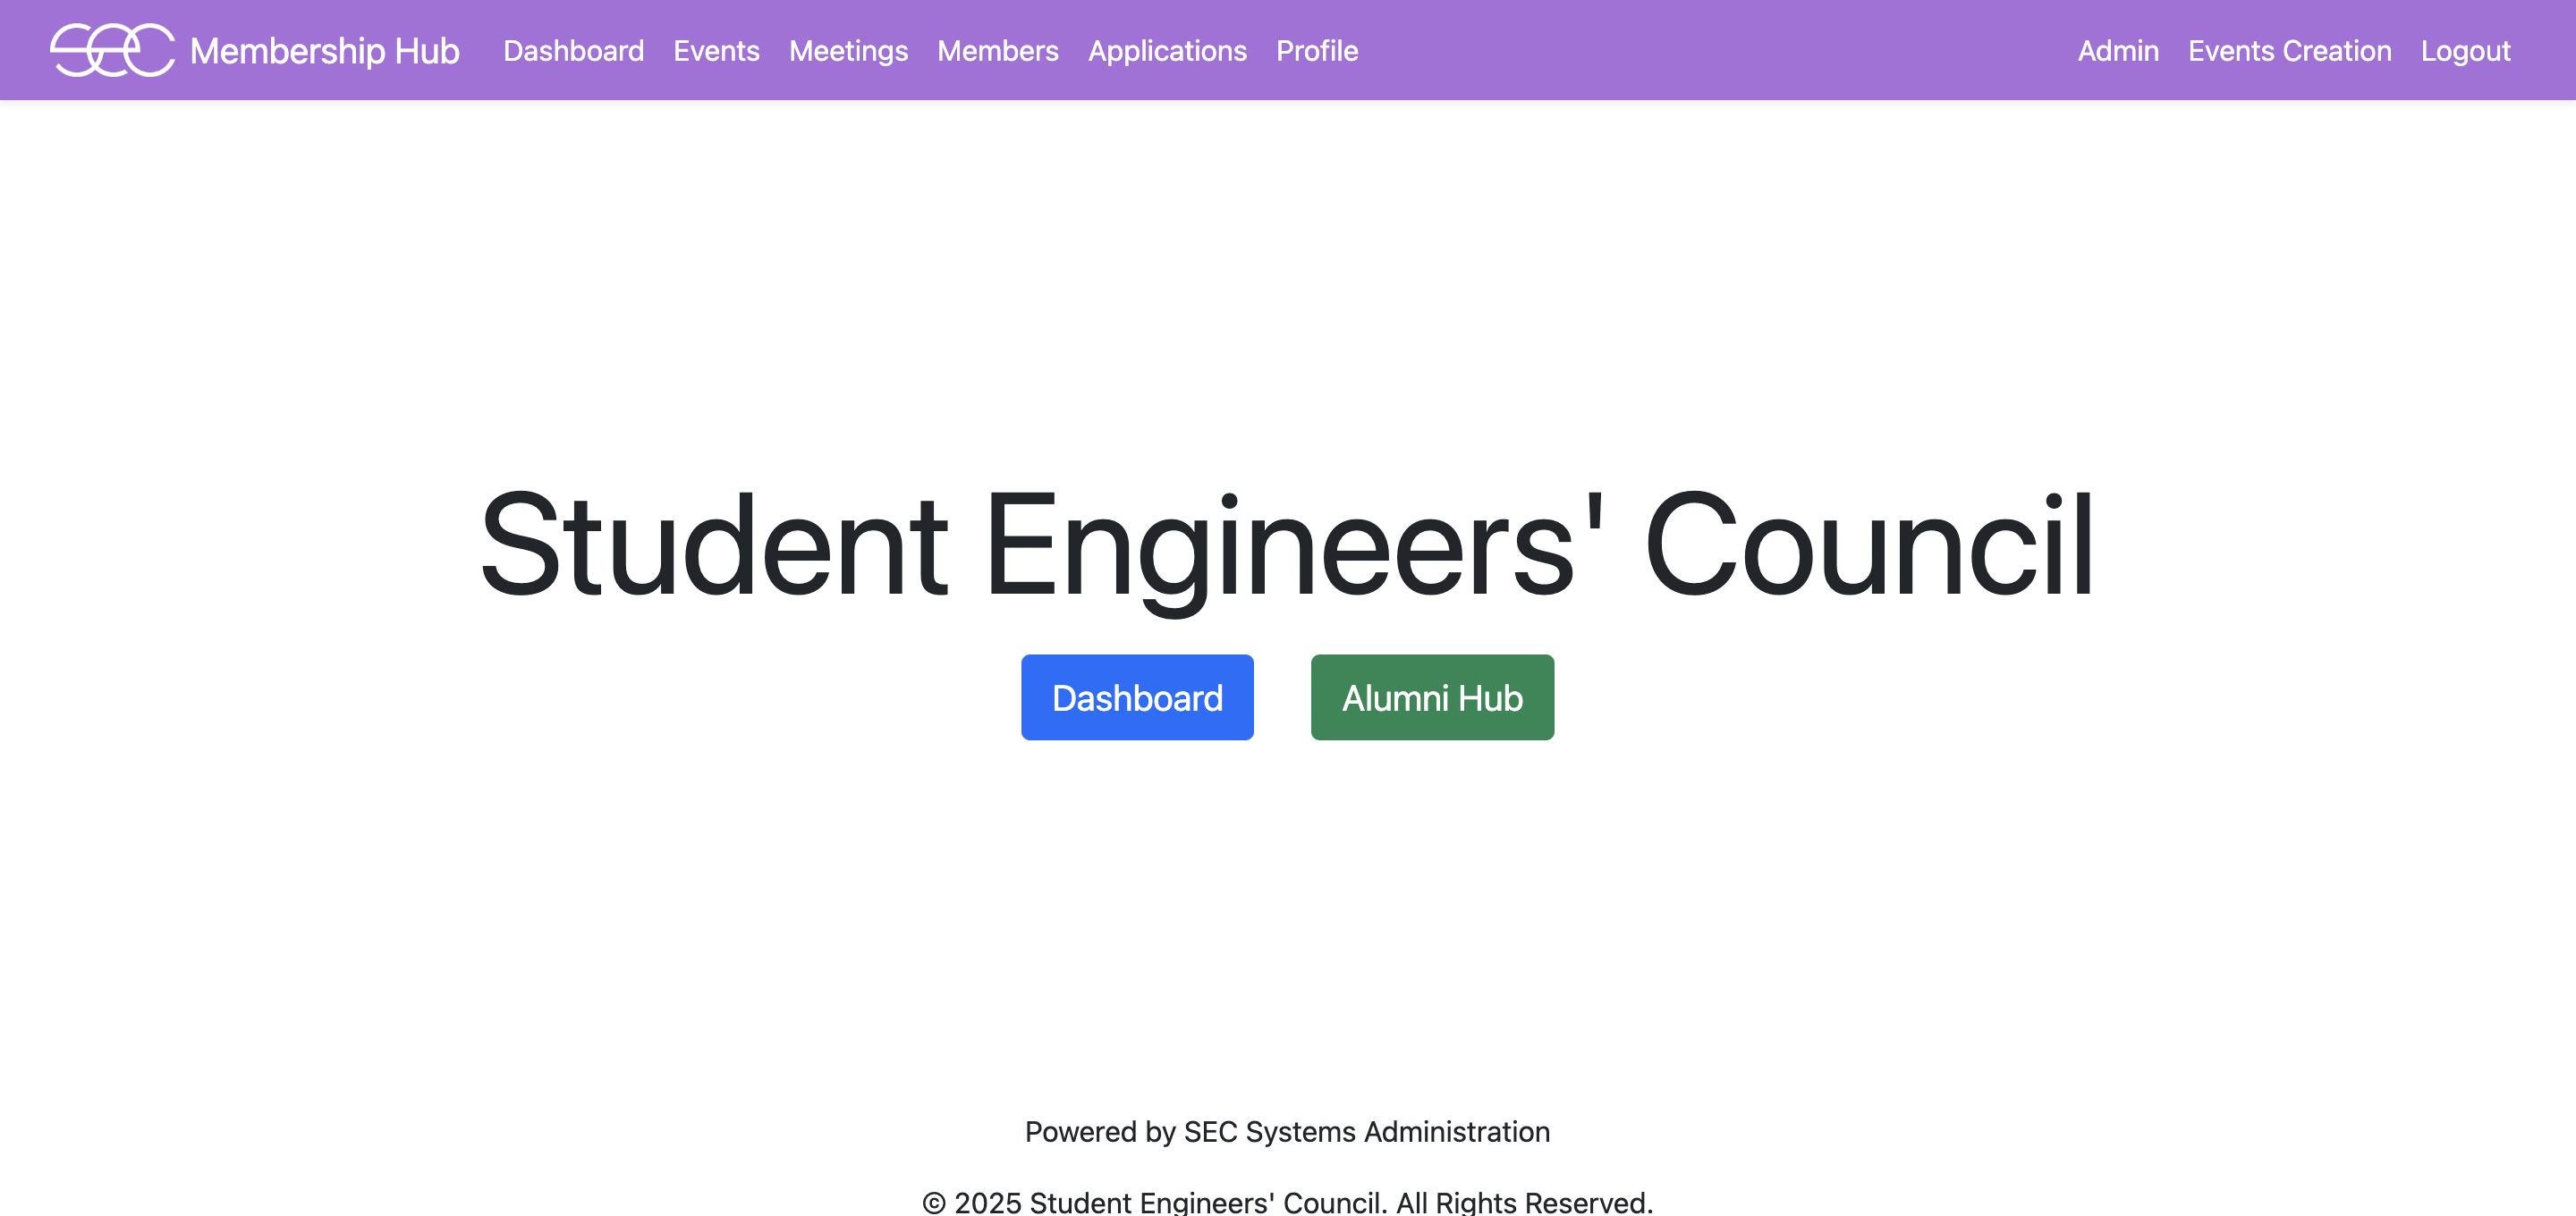 SEC Membership Hub Dashboard Events Meetings Members Applications Profile Admin Events Creation Logout
Student Engineers' Council
Dashboard Alumni Hub
Powered by SEC Systems Administration
© 2025 Student Engineers' Council. All Rights Reserved.